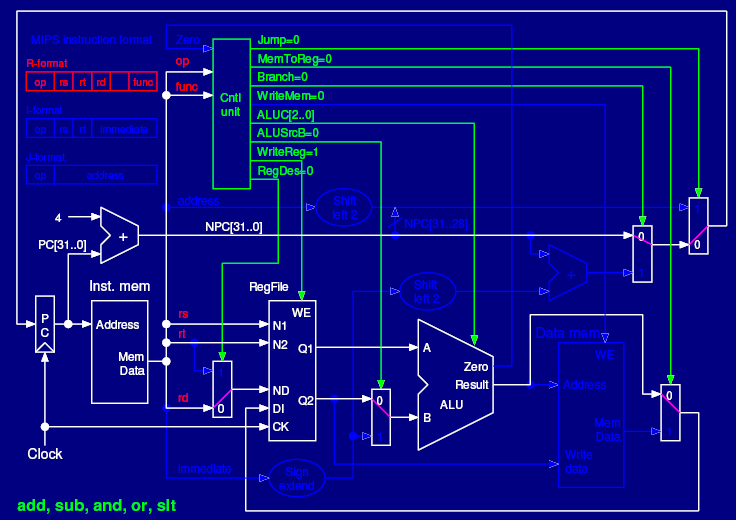 MIPS instruction format
Zero
R-format
op rs rt rd func
I-format
op rs rt immediate
J-format
op address
op
func
Cntl
unit
Jump=0
MemToReg=0
Branch=0
WriteMem=0
ALUC[2..0]
ALUSrcB=0
WriteReg=1
RegDes=0
address
Shift
left 2
4
PC[31..0]
+
NPC[31..0]
NPC[31..28]
0
1
1
0
+
Inst. mem
RegFile
Shift
left 2
P
C
Address
Mem
Data
rs
rt
rd
1
0
WE
N1
N2
ND
DI
CK
Q1
Q2
0
1
A
B
Zero
Result
ALU
Data mem
WE
Address
Mem
Data
Write
data
0
1
Clock
immediate
Sign
extend
add, sub, and, or, slt